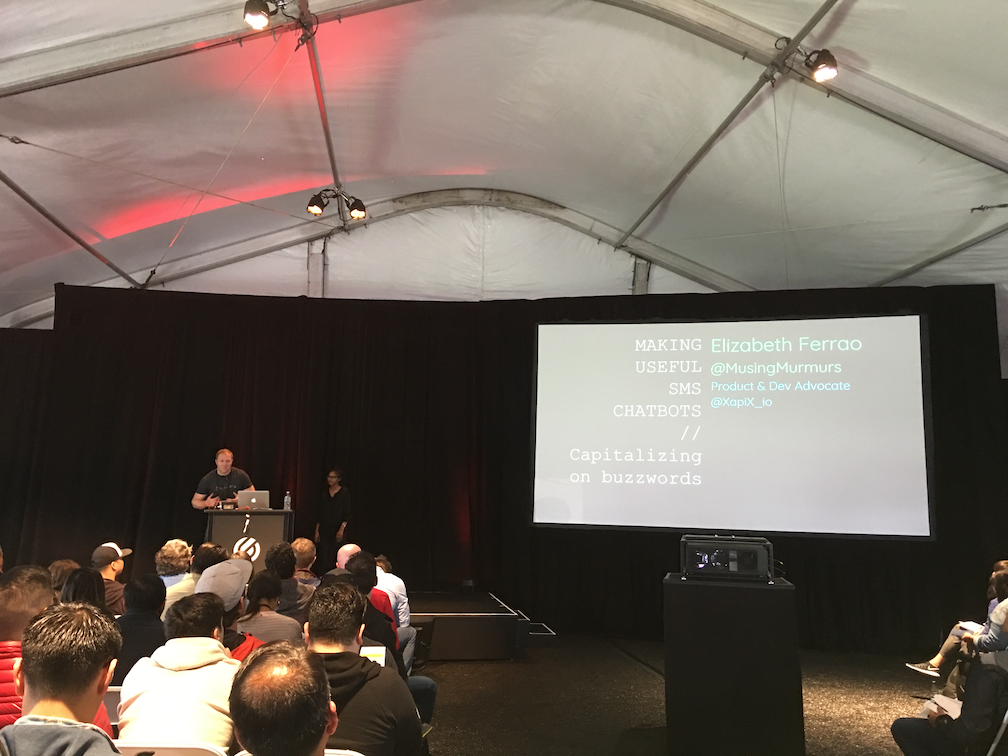 MAKING
USEFUL
SMS
CHATBOTS
//
Capitalizing
on buzzwords
Elizabeth Ferrao
@MusingMurmurs
Product & Dev Advocate
@XapiX_io